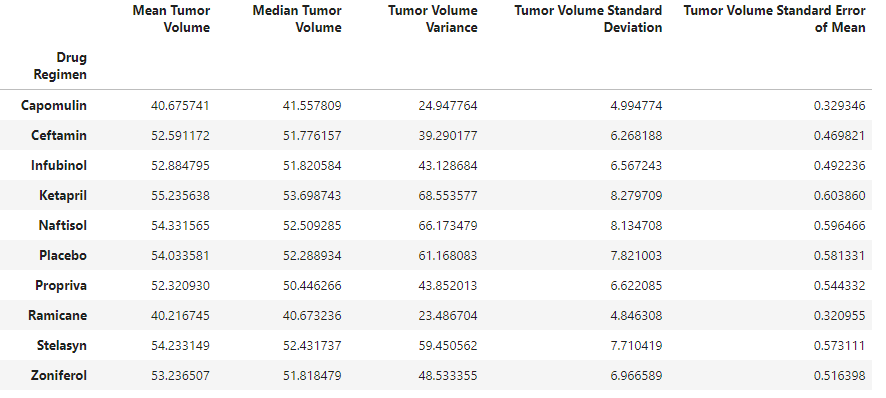 Mean Tumor Volume Median Tumor Volume Tumor Volume Variance Tumor Volume Standard Deviation Tumor Volume Standard Error of Mean
Drug Regimen
Capomulin 40.675741 41.557809 24.947764 4.994774 0.329346
Ceftamin 52.591172 51.776157 39.290177 6.268188 0.469821
Infubinol 52.884795 51.820584 43.128684 6.567243 0.492236
Ketapril 55.235638 53.698743 68.553577 8.279709 0.603860
Naftisol 54.331565 52.509285 66.173479 8.134708 0.596466
Placebo 54.033581 52.288934 61.168083 7.821003 0.581331
Propriva 52.320930 50.446266 43.852013 6.622085 0.544332
Ramicane 40.216745 40.673236 23.486704 4.846308 0.320955
Stelasyn 54.233149 52.431737 59.450562 7.710419 0.573111
Zoniferol 53.236507 51.818479 48.533355 6.966589 0.516398